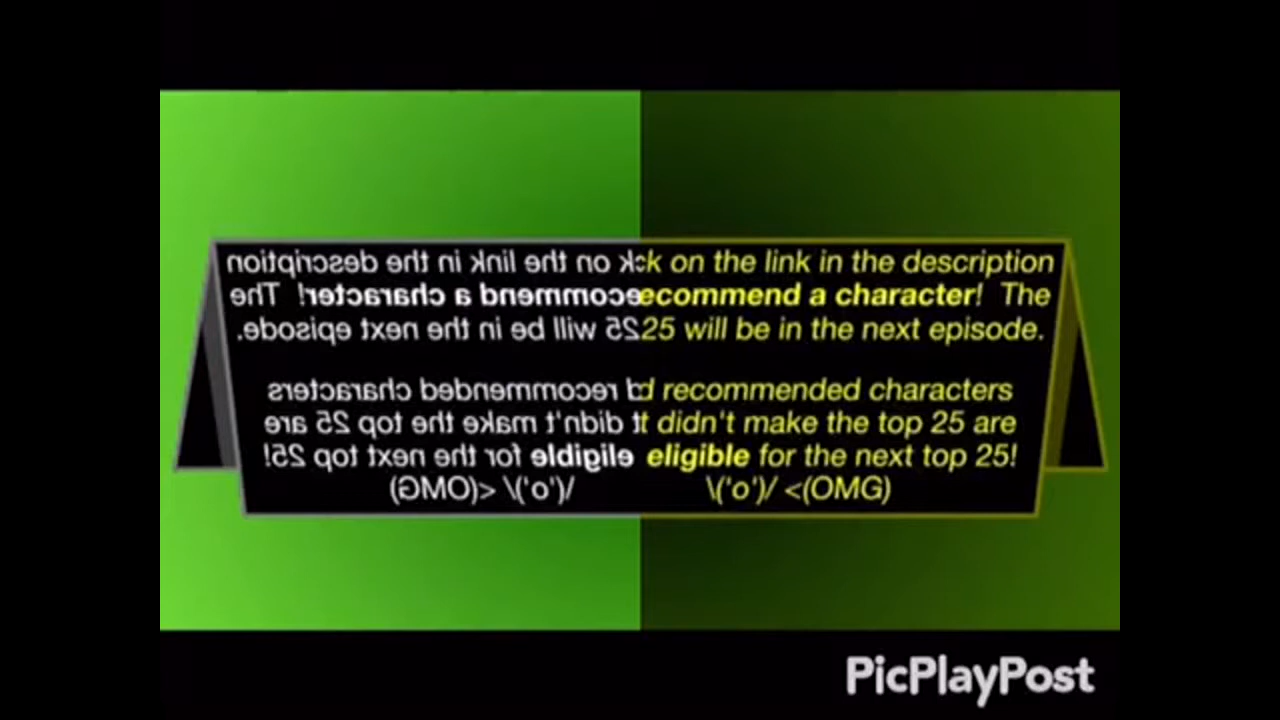 ck on the link in the description
ecommend a character! The
25 will be in the next episode.
d recommended characters
t didn't make the top 25 are
eligible for the next top 25!
\('o')/ <(OMG)
PicPlayPost